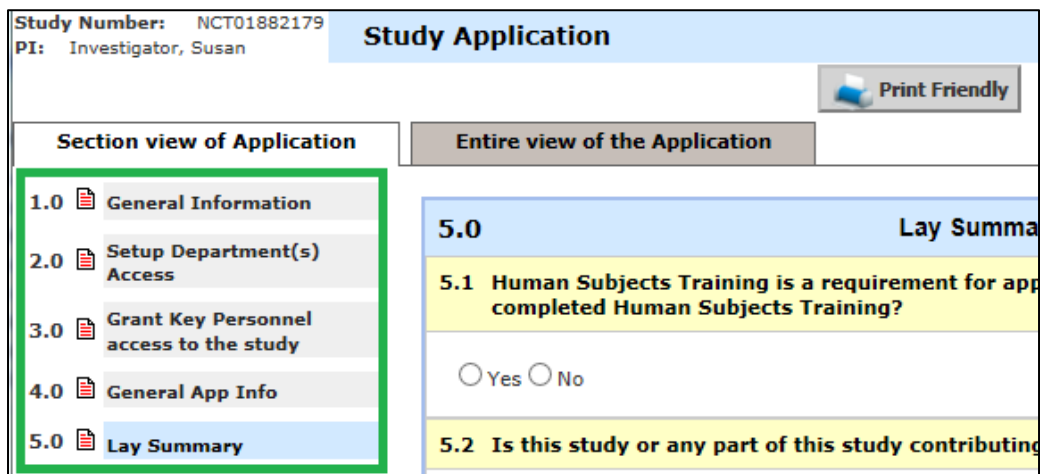 Study Number: NCT01882179
PI: Investigator, Susan
Study Application
Print Friendly
Section view of Application
Entire view of the Application
1.0 General Information
2.0 Setup Department(s)
Access
3.0 Grant Key Personnel
access to the study
4.0 General App Info
5.0 Lay Summary
5.0 Lay Summa
5.1 Human Subjects Training is a requirement for app
completed Human Subjects Training?
Yes No
5.2 Is this study or any part of this study contributing